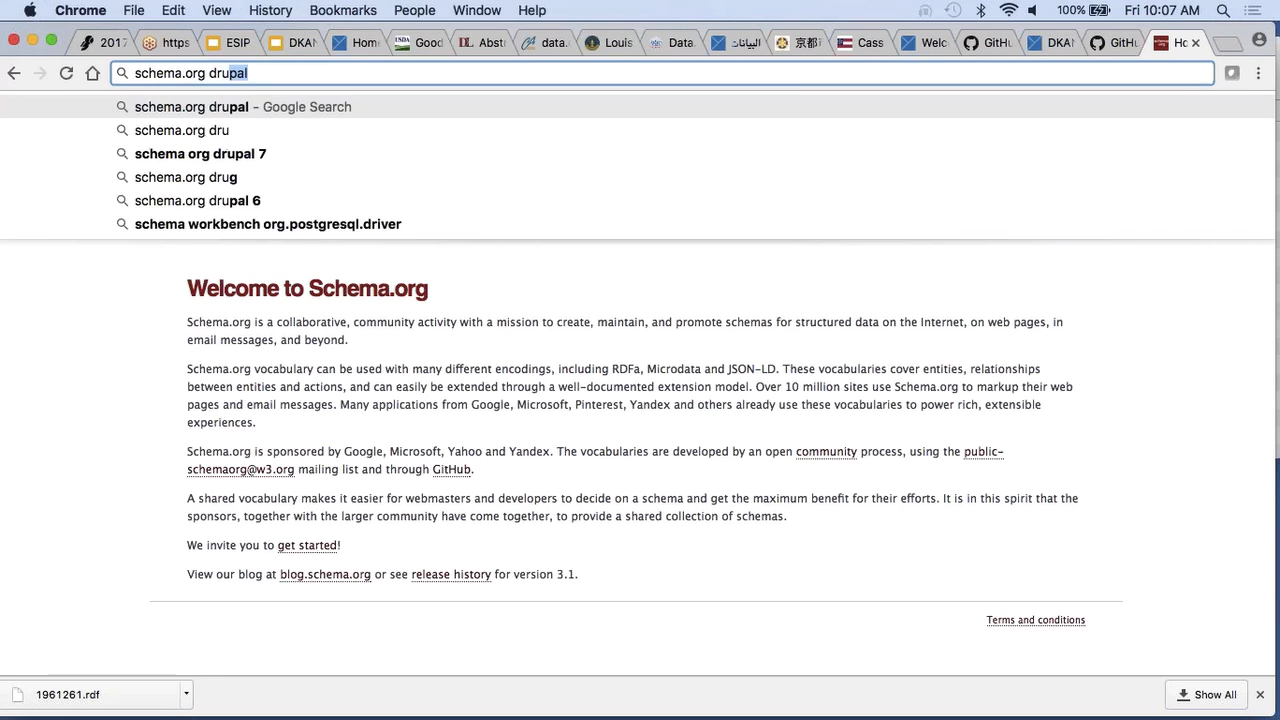 Chrome File Edit View History Bookmarks People Window Help 100% Fri 10:07 AM
2017 https ESIP DKAN Hom USDA Good Abstr data. Louis Data. البيانات 京都 Cass Welc GitHu DKAN GitHu Ho
schema.org drupal
schema.org drupal – Google Search
schema.org dru
schema org drupal 7
schema.org drug
schema.org drupal 6
schema workbench org.postgresql.driver
Welcome to Schema.org
Schema.org is a collaborative, community activity with a mission to create, maintain, and promote schemas for structured data on the Internet, on web pages, in
email messages, and beyond.
Schema.org vocabulary can be used with many different encodings, including RDFa, Microdata and JSON-LD. These vocabularies cover entities, relationships
between entities and actions, and can easily be extended through a well-documented extension model. Over 10 million sites use Schema.org to markup their web
pages and email messages. Many applications from Google, Microsoft, Pinterest, Yandex and others already use these vocabularies to power rich, extensible
experiences.
Schema.org is sponsored by Google, Microsoft, Yahoo and Yandex. The vocabularies are developed by an open community process, using the public-
schemaorg@w3.org mailing list and through GitHub.
A shared vocabulary makes it easier for webmasters and developers to decide on a schema and get the maximum benefit for their efforts. It is in this spirit that the
sponsors, together with the larger community have come together, to provide a shared collection of schemas.
We invite you to get started!
View our blog at blog.schema.org or see release history for version 3.1.
Terms and conditions
1961261.rdf Show All